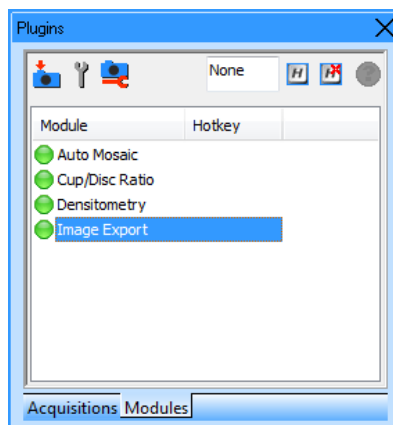 Plugins
None H H
Module Hotkey
Auto Mosaic
Cup/Disc Ratio
Densitometry
Image Export
Acquisitions Modules